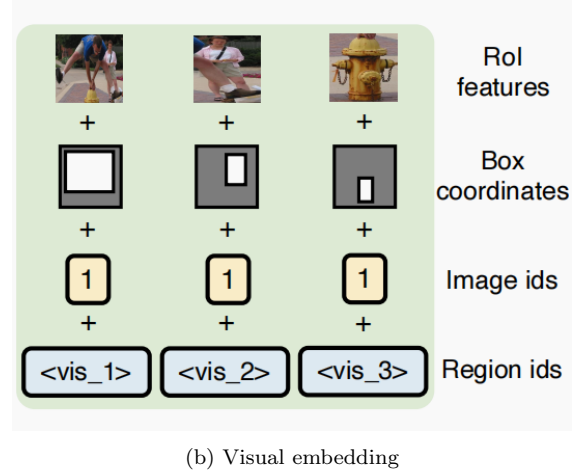 RoI
features
+ + +
Box
coordinates
+ + +
1 1 1 Image ids
+ + +
<vis_1> <vis_2> <vis_3> Region ids
(b) Visual embedding